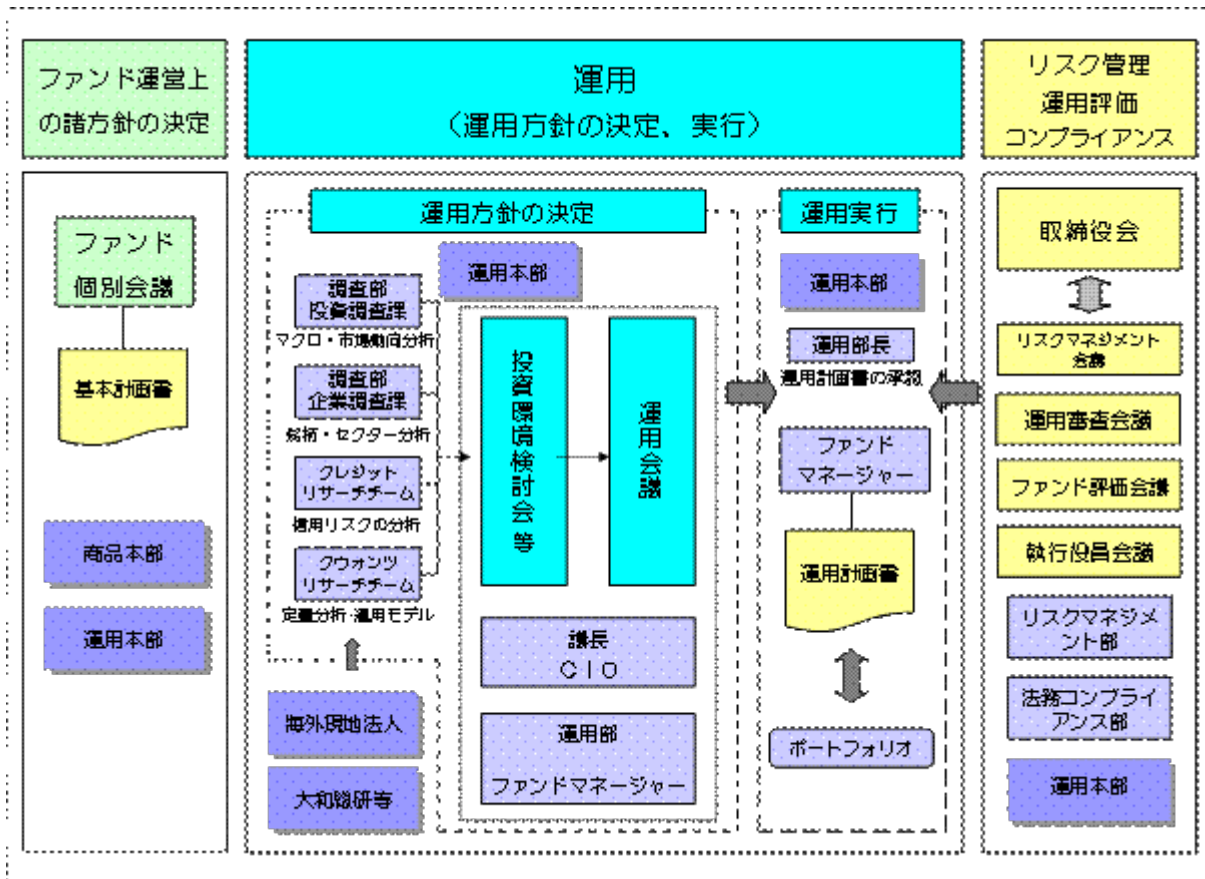 ファンド運営上
の諸方針の決定
運用
（運用方針の決定、実行）
リスク管理
運用評価
コンプライアンス
ファンド
個別会議
基本計画書
商品本部
運用本部
運用方針の決定
運用本部
調査部
投資調査課
マクロ・市場動向分析
調査部
企業調査課
銘柄・セクター分析
クレジット
リサーチチーム
信用リスクの分析
クウォンツ
リサーチチーム
定量分析・運用モデル
海外現地法人
大和総研等
投資環境検討会等
運用会議
議長
ＣＩＯ
運用部
ファンドマネージャー
運用実行
運用本部
運用部長
運用計画書の承認
ファンド
マネージャー
運用計画書
ポートフォリオ
取締役会
リスクマネジメント
会議
運用審査会議
ファンド評価会議
執行役員会議
リスクマネジメ
ント部
法務コンプライ
アンス部
運用本部